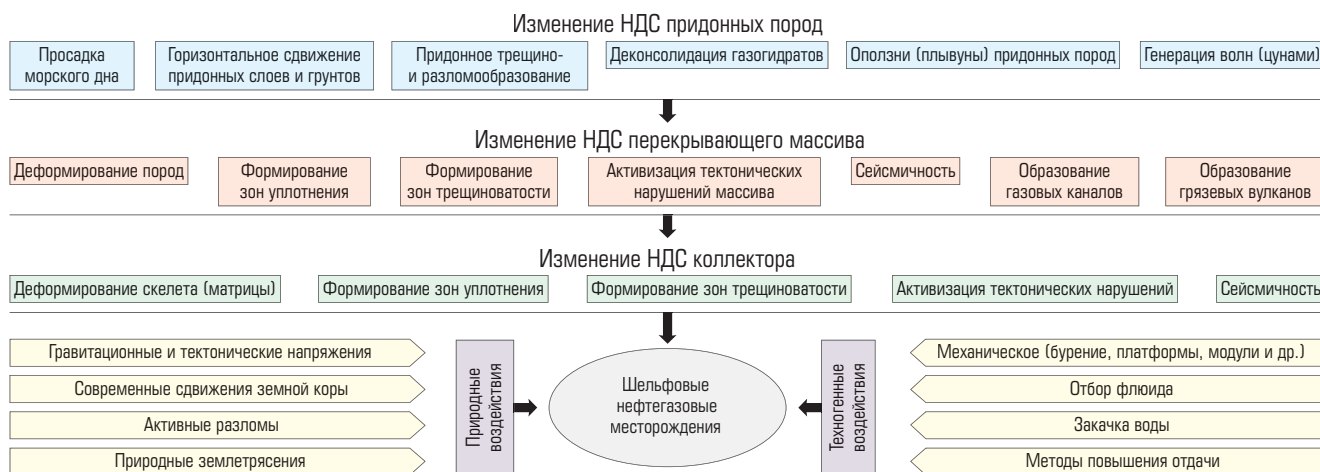 Изменение НДС придонных пород
Просадка
морского дна
Горизонтальное сдвижение
придонных слоев и грунтов
Придонное трещино-
и разломообразование
Деконсолидация газогидратов
Оползни (плывуны) придонных пород
Генерация волн (цунами)
Изменение НДС перекрывающего массива
Деформирование пород
Формирование
зон уплотнения
Формирование
зон трещиноватости
Активизация тектонических
нарушений массива
Сейсмичность
Образование
газовых каналов
Образование
грязевых вулканов
Изменение НДС коллектора
Деформирование скелета (матрицы)
Формирование зон уплотнения
Формирование зон трещиноватости
Активизация тектонических нарушений
Сейсмичность
Гравитационные и тектонические напряжения
Современные сдвижения земной коры
Активные разломы
Природные землетрясения
Природные
воздействия
Шельфовые
нефтегазовые
месторождения
Техногенные
воздействия
Механическое (бурение, платформы, модули и др.)
Отбор флюида
Закачка воды
Методы повышения отдачи